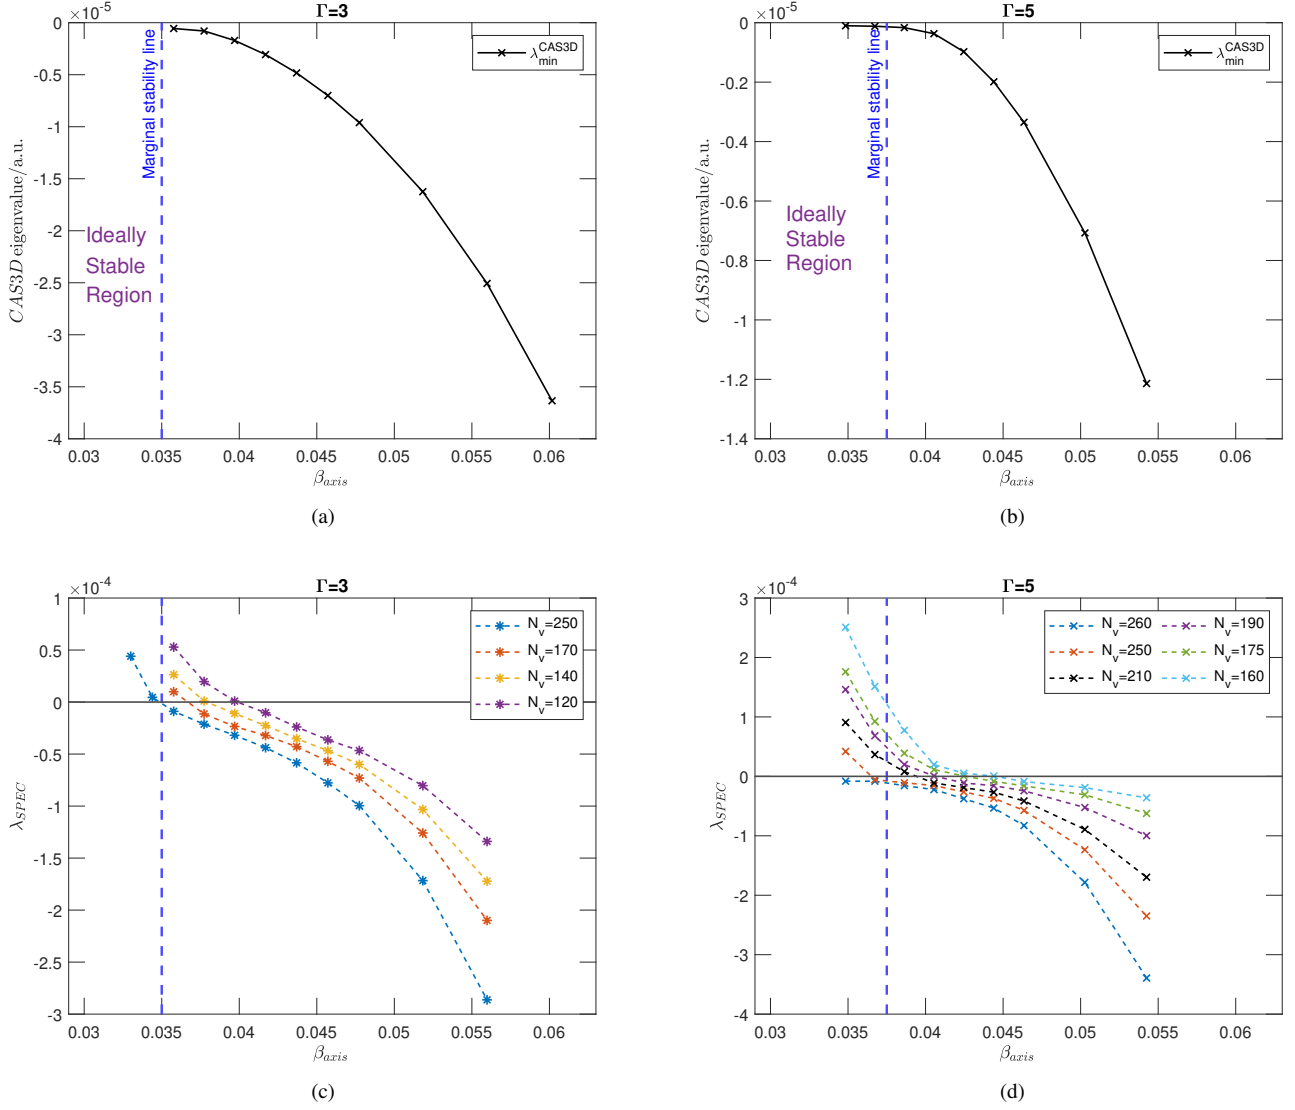 ×10⁻⁵
Γ=3
λ_min^CAS3D
Marginal stability line
Ideally
Stable
Region
CAS3D eigenvalue/a.u.
0
-0.5
-1
-1.5
-2
-2.5
-3
-3.5
-4
0.03
0.035
0.04
0.045
0.05
0.055
0.06
β_axis
(a)
×10⁻⁵
Γ=5
λ_min^CAS3D
Marginal stability line
Ideally
Stable
Region
CAS3D eigenvalue/a.u.
0
-0.2
-0.4
-0.6
-0.8
-1
-1.2
-1.4
0.03
0.035
0.04
0.045
0.05
0.055
0.06
β_axis
(b)
×10⁻⁴
Γ=3
N_v=250
N_v=170
N_v=140
N_v=120
λ_SPEC
1
0.5
0
-0.5
-1
-1.5
-2
-2.5
-3
0.03
0.035
0.04
0.045
0.05
0.055
0.06
β_axis
(c)
×10⁻⁴
Γ=5
N_v=260
N_v=250
N_v=210
N_v=190
N_v=175
N_v=160
λ_SPEC
3
2
1
0
-1
-2
-3
-4
0.03
0.035
0.04
0.045
0.05
0.055
0.06
β_axis
(d)